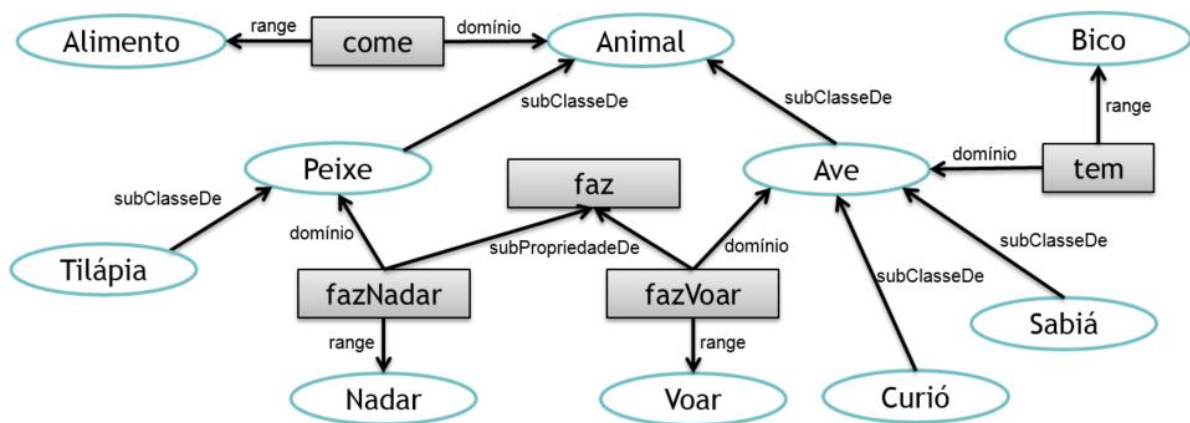 Alimento
range
come
domínio
Animal
Bico
subClasseDe
subClasseDe
range
Peixe
faz
Ave
domínio
tem
subClasseDe
domínio
subPropriedadeDe
domínio
subClasseDe
Tilápia
fazNadar
fazVoar
subClasseDe
Sabiá
range
range
Nadar
Voar
Curió